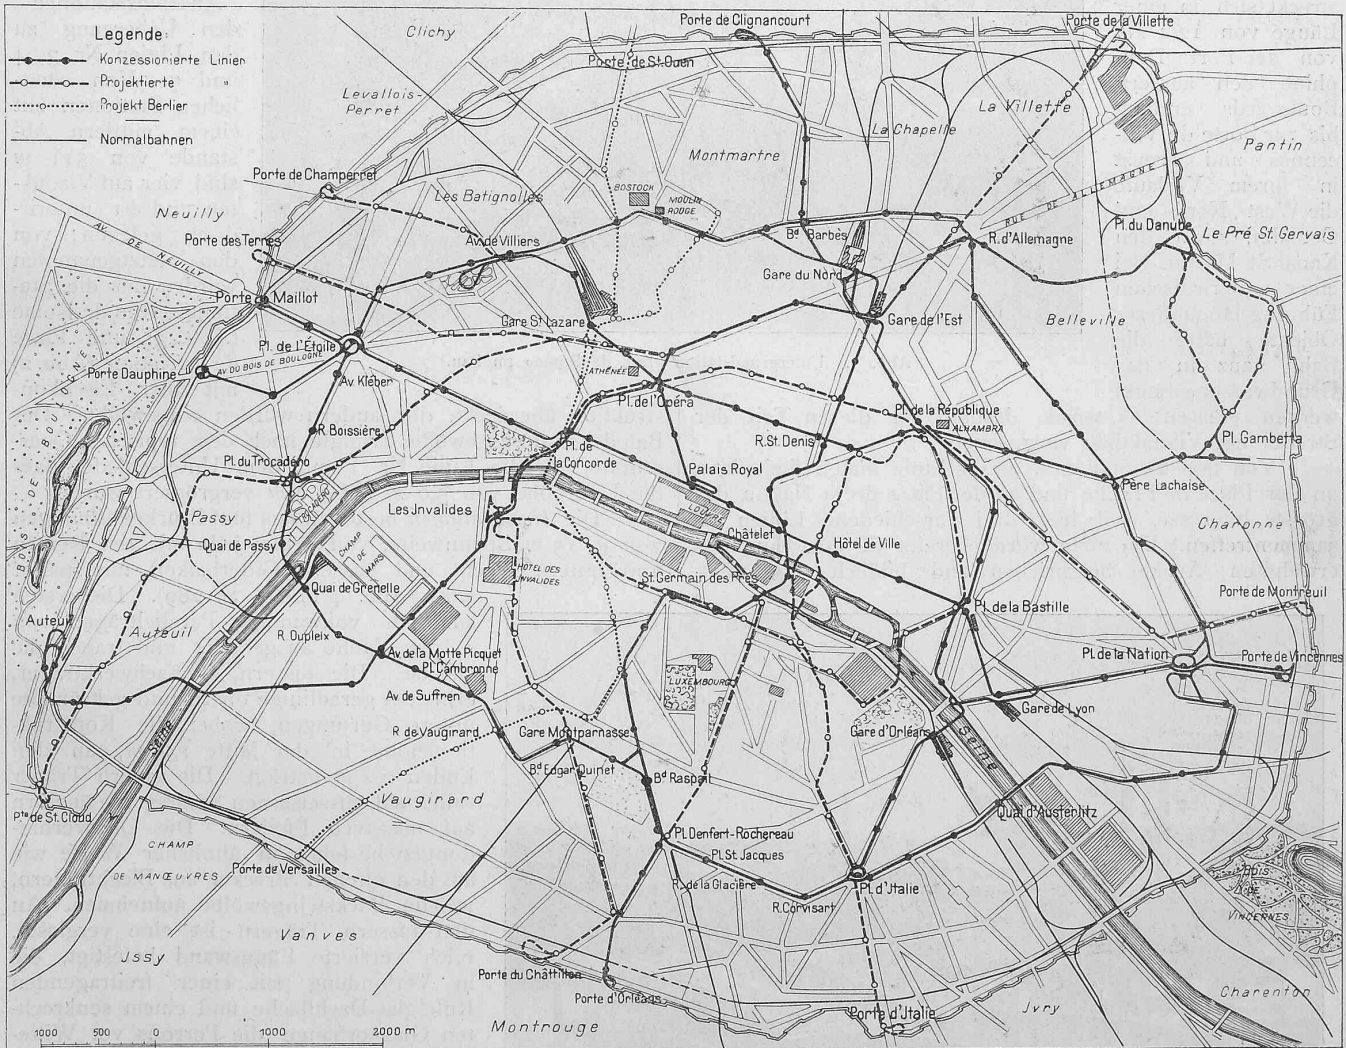 Legende:
Konzessionierte Linien
Projektierte "
Projekt Berlier
Normalbahnen
Clichy
Porte de Clignancourt
Porte de la Villette
Porte de St. Ouen
Levallois-
Perret
La Villette
La Chapelle
Pantin
Montmartre
Porte de Champerret
Les Batignolles
BOSTOCK
MOULIN
ROUGE
RUE DE ALLEMAGNE
Neuilly
AV. DE NEUILLY
Porte des Ternes
Av. de Villiers
Bd. Barbès
R. d'Allemagne
Pl. du Danube
Le Pré St. Gervais
Gare du Nord
Porte Maillot
Gare St. Lazare
Gare de l'Est
Belleville
Pl. de l'Étoile
AV. DU BOIS DE BOULOGNE
Porte Dauphine
Av. Kléber
ATHÉNÉE
Pl. de l'Opéra
Pl. de la République
ALHAMBRA
R. Boissière
Pl. de
la Concorde
R. St. Denis
Pl. Gambetta
BOIS DE BOULOGNE
Pl. du Trocadéro
Palais Royal
Père Lachaise
Passy
Les Invalides
LOUVRE
Charonne
Châtelet
Quai de Passy
CHAMP
DE
MARS
Hôtel de Ville
HÔTEL DES
INVALIDES
St. Germain des Prés
Quai de Grenelle
Porte de Montreuil
Auteuil
Auteuil
Pl. de la Bastille
R. Dupleix
Av. de la Motte Picquet
Pl. de la Nation
Porte de Vincennes
Pl. Cambronne
LUXEMBOURG
Av. de Suffren
Gare de Lyon
Seine
R. de Vaugirard
Gare Montparnasse
Gare d'Orléans
Seine
Bd. Edgar Quinet
Bd. Raspail
Vaugirard
Quai d'Austerlitz
Pte. de St. Cloud
Pl. Denfert-Rochereau
CHAMP
DE MANŒUVRES
Pl. St. Jacques
Porte de Versailles
R. de la Glacière
Pl. d'Italie
R. Corvisart
BOIS
DE
VINCENNES
Vanves
Issy
Porte du Châttillon
Porte d'Orléans
Charenton
Porte d'Italie
Jvry
Montrouge
1000 500 0 1000 2000 m